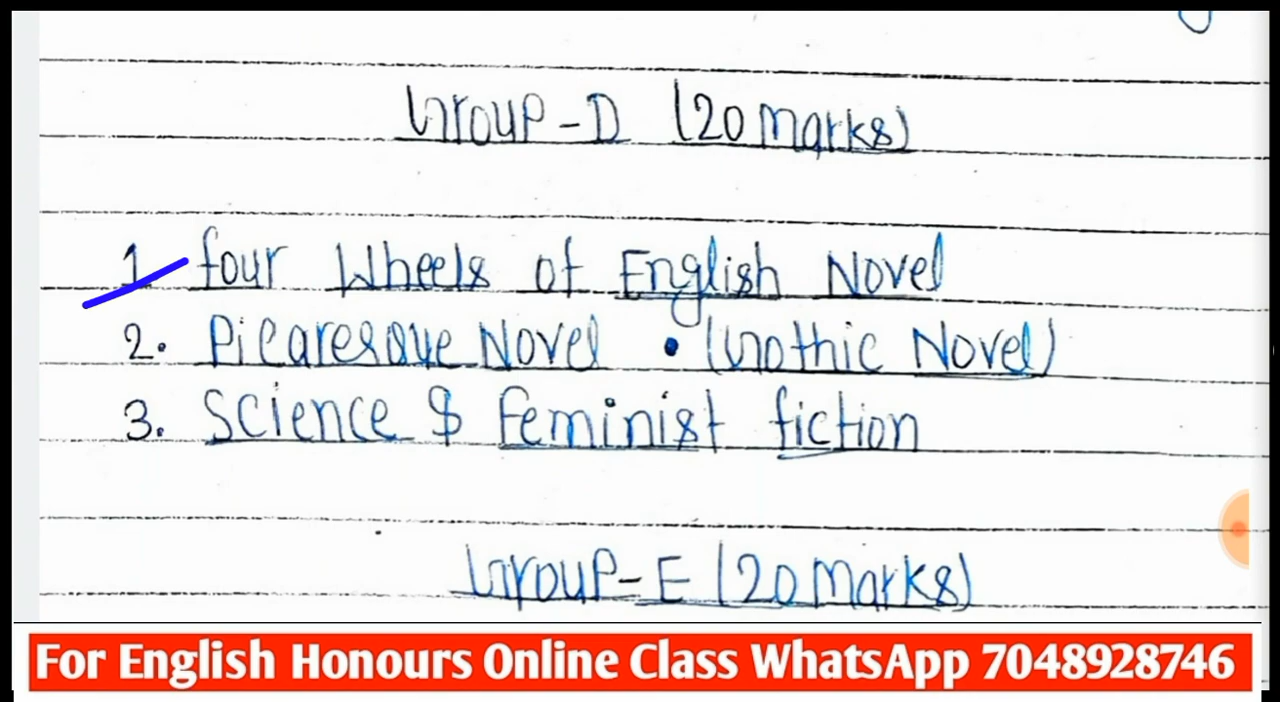 Group-D (20 marks)
1 four Wheels of English Novel
2. Picaresque Novel • (Gothic Novel)
3. Science & feminist fiction
Group-E (20 marks)
For English Honours Online Class WhatsApp 7048928746